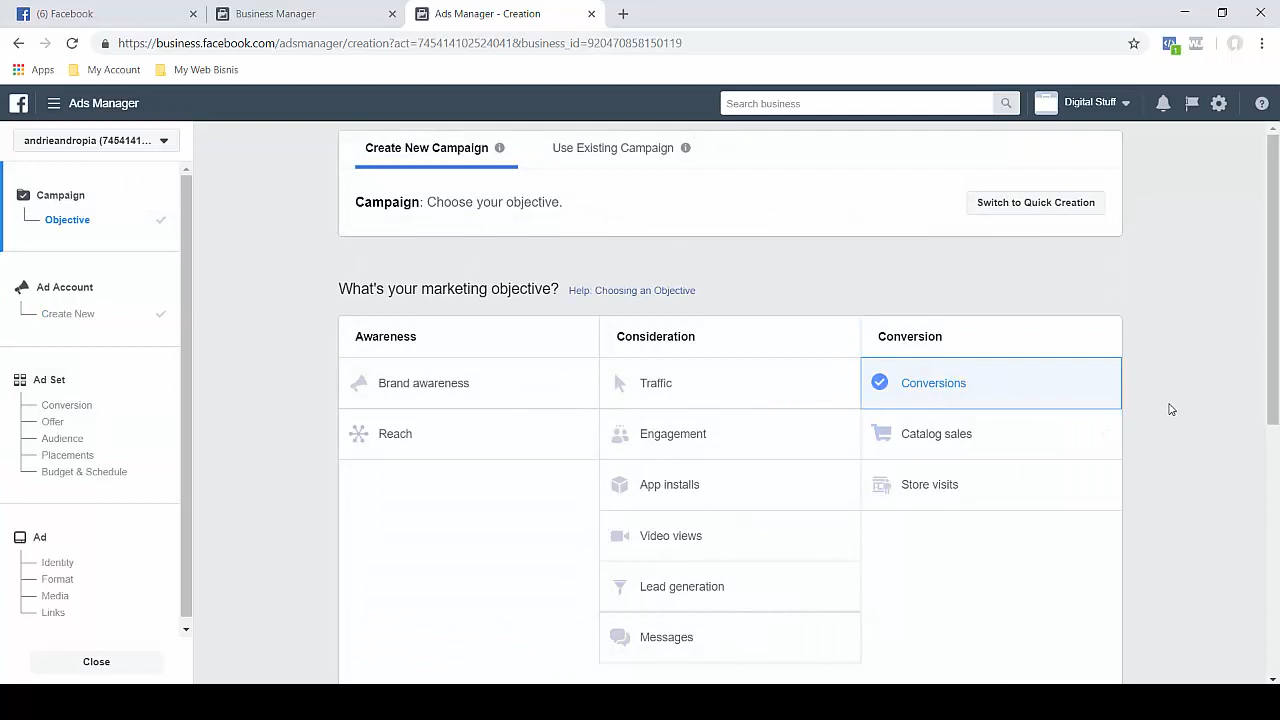 (6) Facebook
Business Manager
Ads Manager - Creation
https://business.facebook.com/adsmanager/creation?act=745414102524041&business_id=920470858150119
1
Apps
My Account
My Web Bisnis
Ads Manager
Search business
Digital Stuff
andrieandropia (7454141...
Create New Campaign
Use Existing Campaign
Campaign
Objective
Campaign: Choose your objective.
Switch to Quick Creation
Ad Account
Create New
What's your marketing objective?
Help: Choosing an Objective
Awareness
Consideration
Conversion
Brand awareness
Traffic
Conversions
Reach
Engagement
Catalog sales
App installs
Store visits
Video views
Lead generation
Messages
Ad Set
Conversion
Offer
Audience
Placements
Budget & Schedule
Ad
Identity
Format
Media
Links
Close